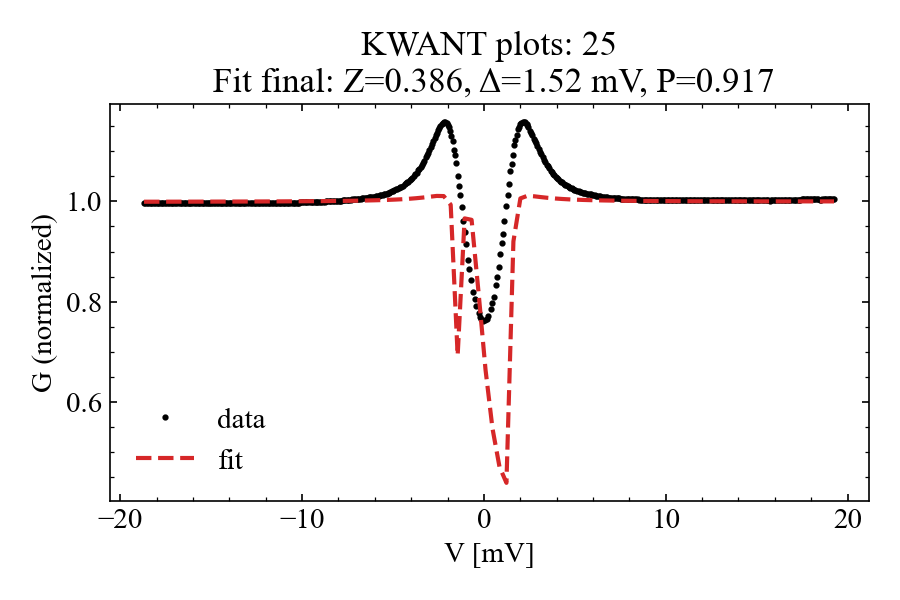 KWANT plots: 25
Fit final: Z=0.386, Δ=1.52 mV, P=0.917
G (normalized)
1.0
0.8
0.6
data
fit
−20
−10
0
10
20
V [mV]